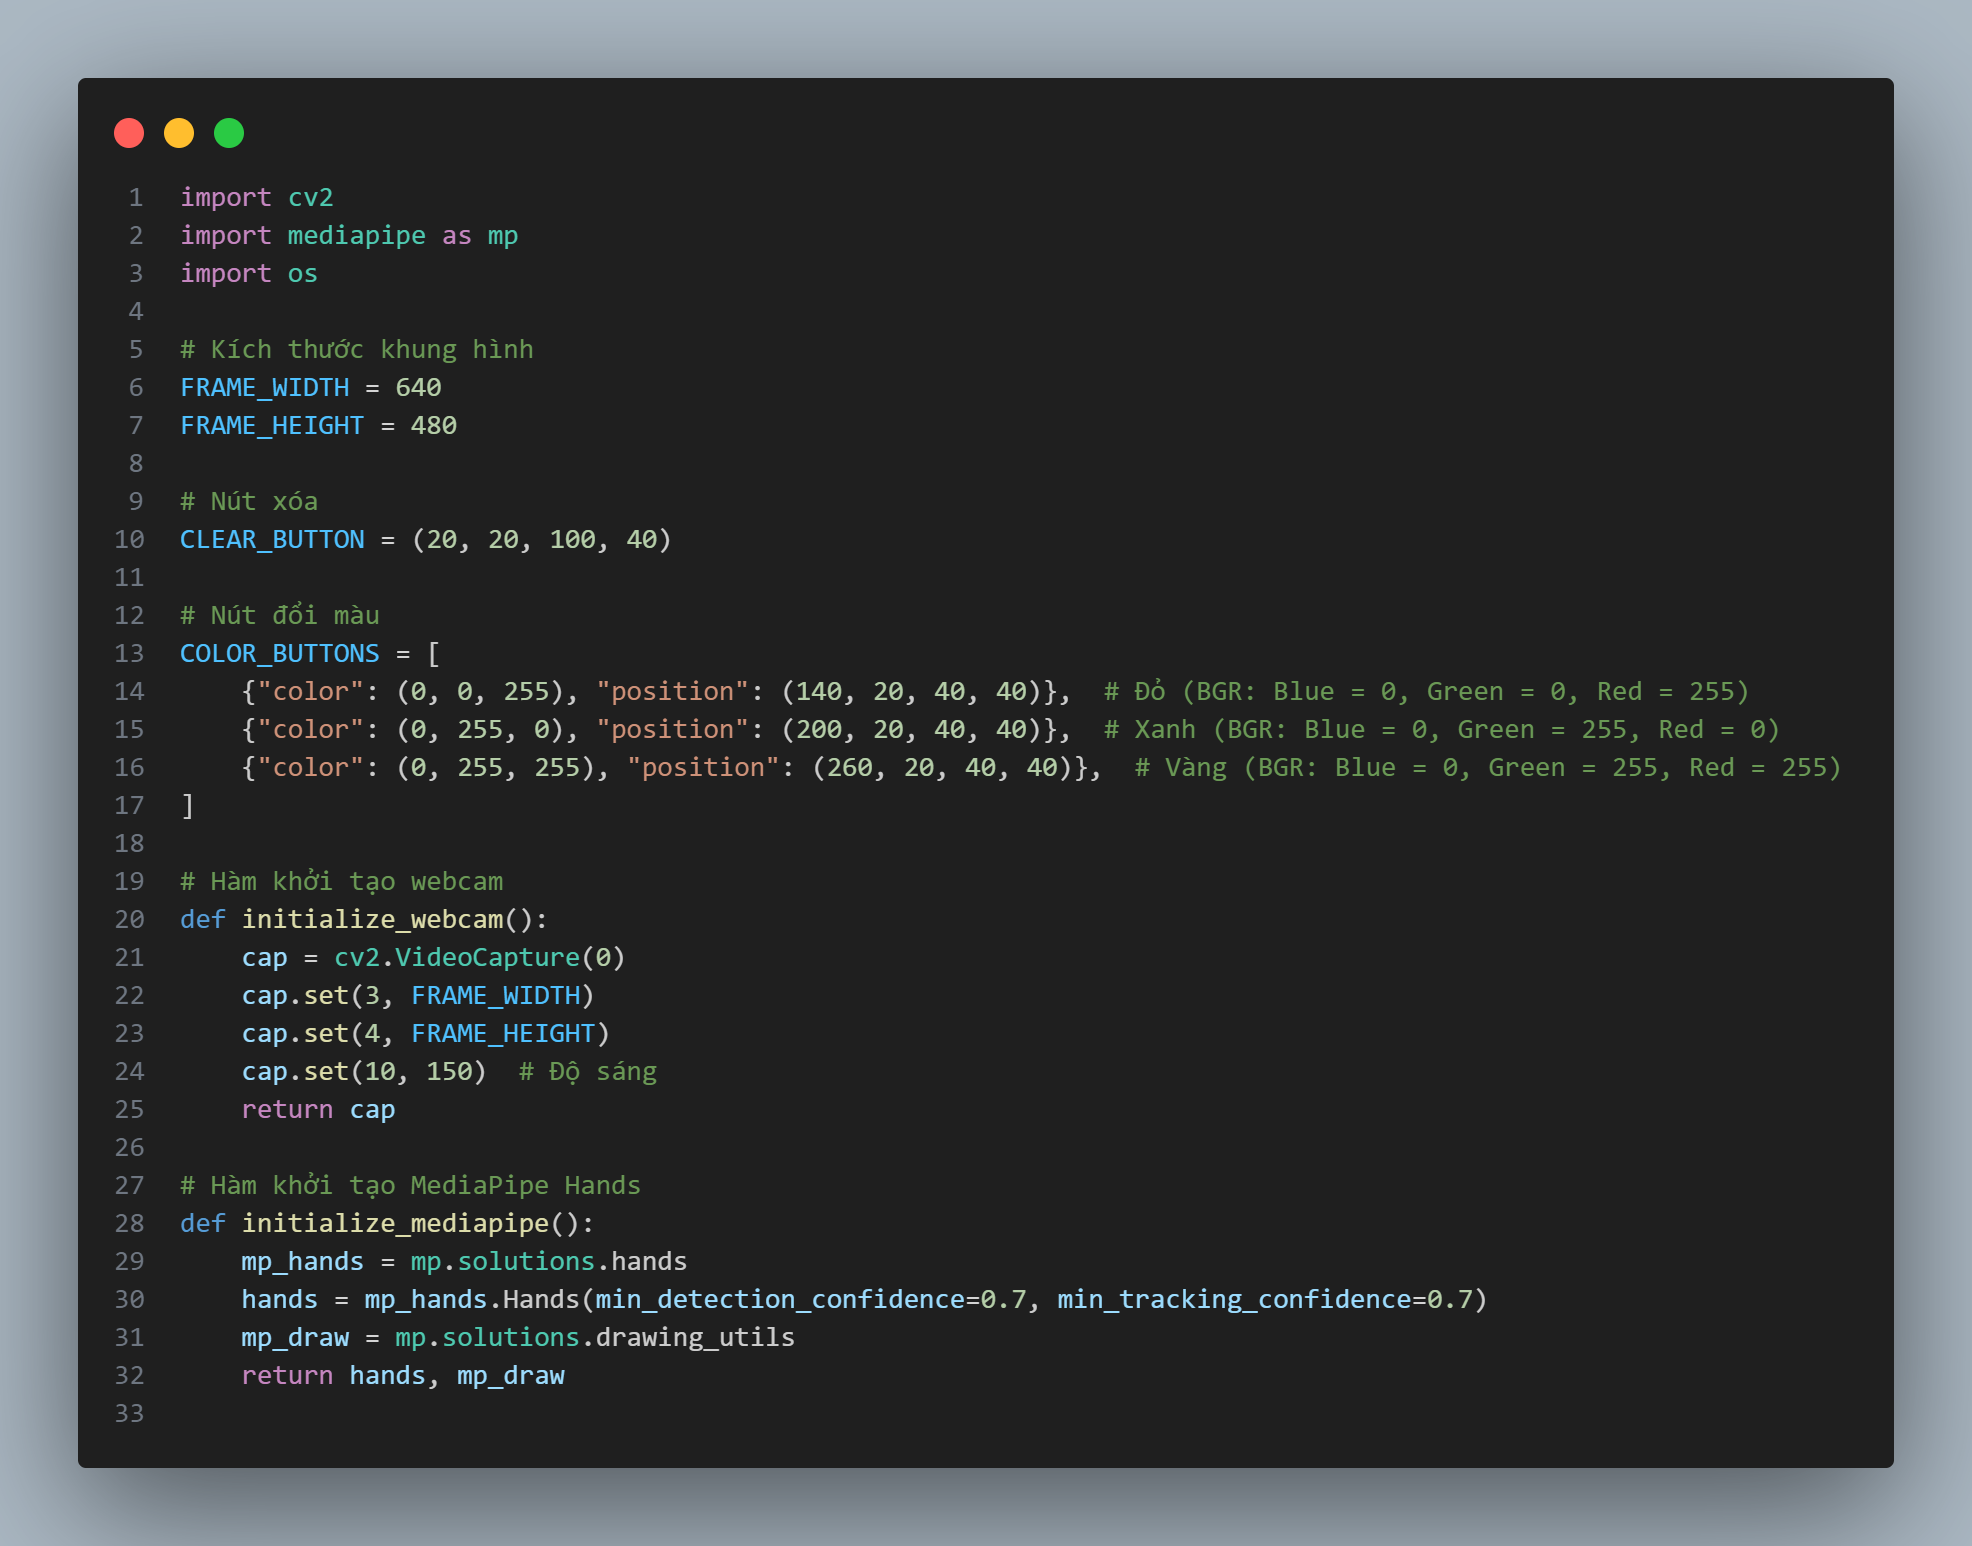 1 import cv2
2 import mediapipe as mp
3 import os
4
5 # Kích thước khung hình
6 FRAME_WIDTH = 640
7 FRAME_HEIGHT = 480
8
9 # Nút xóa
10 CLEAR_BUTTON = (20, 20, 100, 40)
11
12 # Nút đổi màu
13 COLOR_BUTTONS = [
14     {"color": (0, 0, 255), "position": (140, 20, 40, 40)},  # Đỏ (BGR: Blue = 0, Green = 0, Red = 255)
15     {"color": (0, 255, 0), "position": (200, 20, 40, 40)},  # Xanh (BGR: Blue = 0, Green = 255, Red = 0)
16     {"color": (0, 255, 255), "position": (260, 20, 40, 40)},  # Vàng (BGR: Blue = 0, Green = 255, Red = 255)
17 ]
18
19 # Hàm khởi tạo webcam
20 def initialize_webcam():
21     cap = cv2.VideoCapture(0)
22     cap.set(3, FRAME_WIDTH)
23     cap.set(4, FRAME_HEIGHT)
24     cap.set(10, 150)  # Độ sáng
25     return cap
26
27 # Hàm khởi tạo MediaPipe Hands
28 def initialize_mediapipe():
29     mp_hands = mp.solutions.hands
30     hands = mp_hands.Hands(min_detection_confidence=0.7, min_tracking_confidence=0.7)
31     mp_draw = mp.solutions.drawing_utils
32     return hands, mp_draw
33